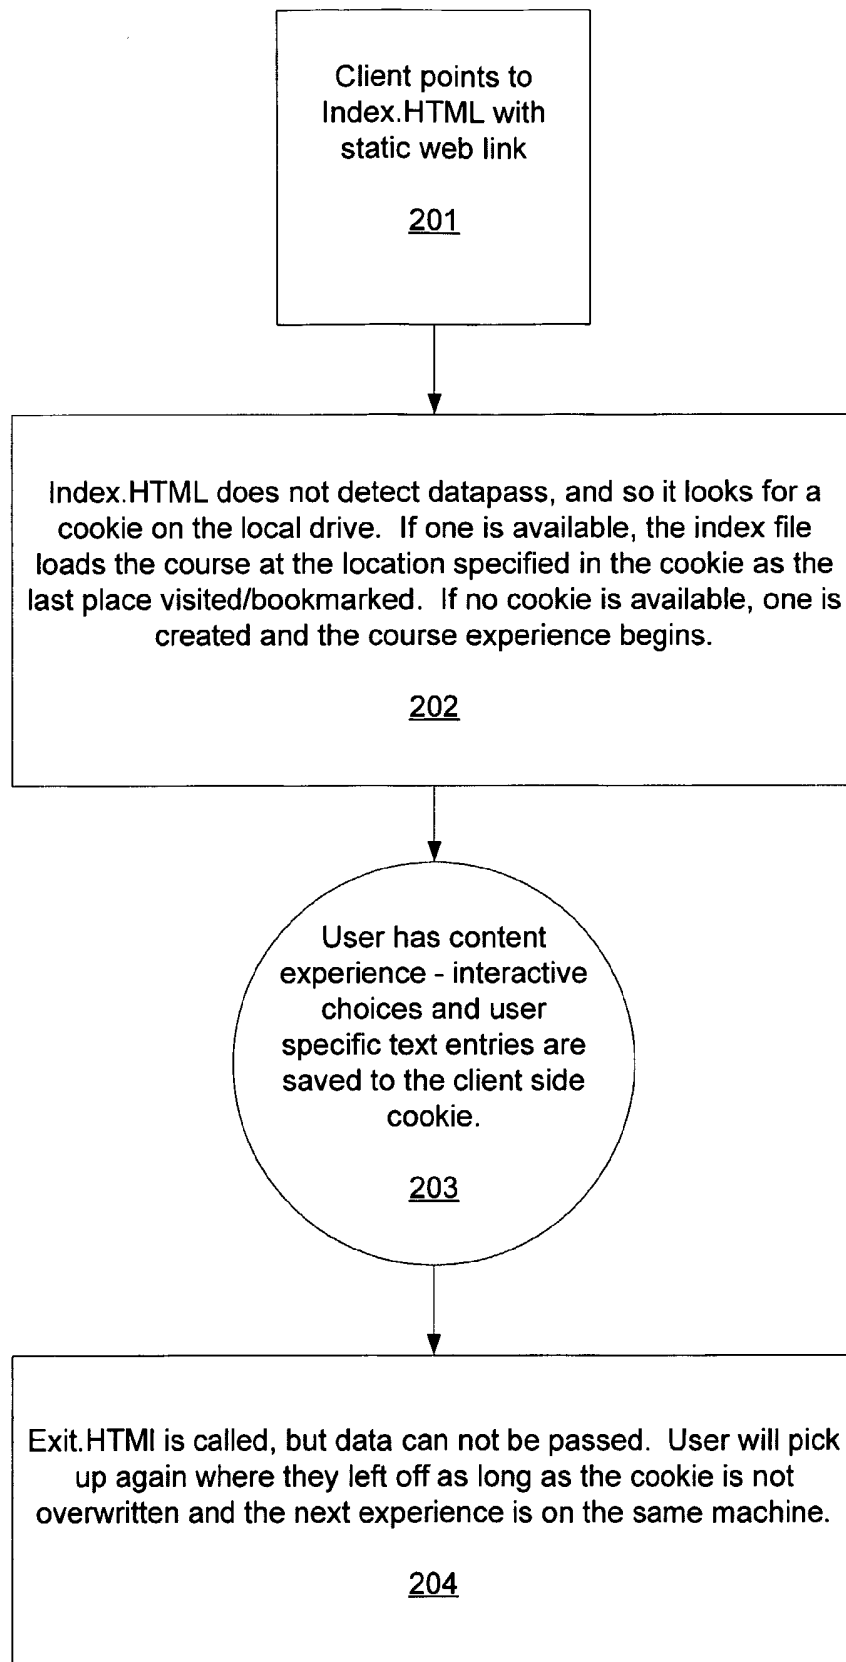 Client points to
Index.HTML with
static web link
201
Index.HTML does not detect datapass, and so it looks for a
cookie on the local drive. If one is available, the index file
loads the course at the location specified in the cookie as the
last place visited/bookmarked. If no cookie is available, one is
created and the course experience begins.
202
User has content
experience - interactive
choices and user
specific text entries are
saved to the client side
cookie.
203
Exit.HTMl is called, but data can not be passed. User will pick
up again where they left off as long as the cookie is not
overwritten and the next experience is on the same machine.
204